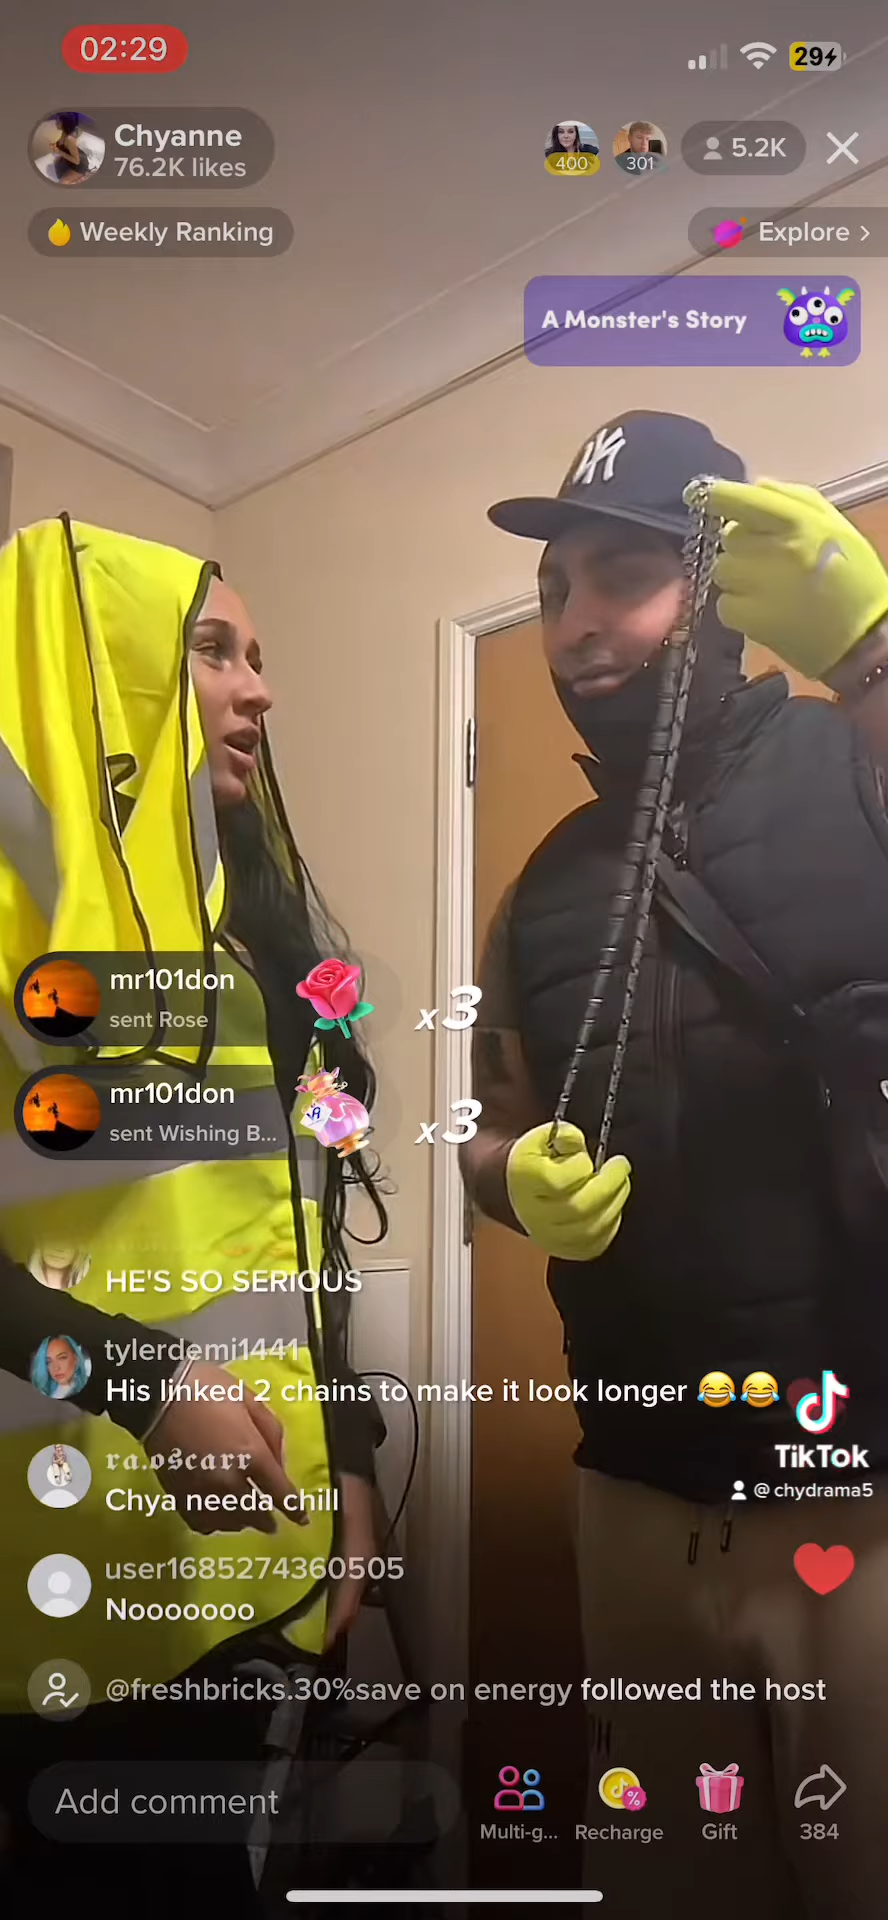 02:29
29
Chyanne
76.2K likes
400
301
5.2K
Weekly Ranking
Explore >
A Monster's Story
NY
mr101don
sent Rose
x3
mr101don
sent Wishing B...
x3
HE'S SO SERIOUS
tylerdemi1441
His linked 2 chains to make it look longer 😂😂
TikTok
@chydrama5
ra.oscarr
Chya needa chill
user1685274360505
Nooooooo
@freshbricks.30%save on energy followed the host
Add comment
Multi-g...
Recharge
Gift
384